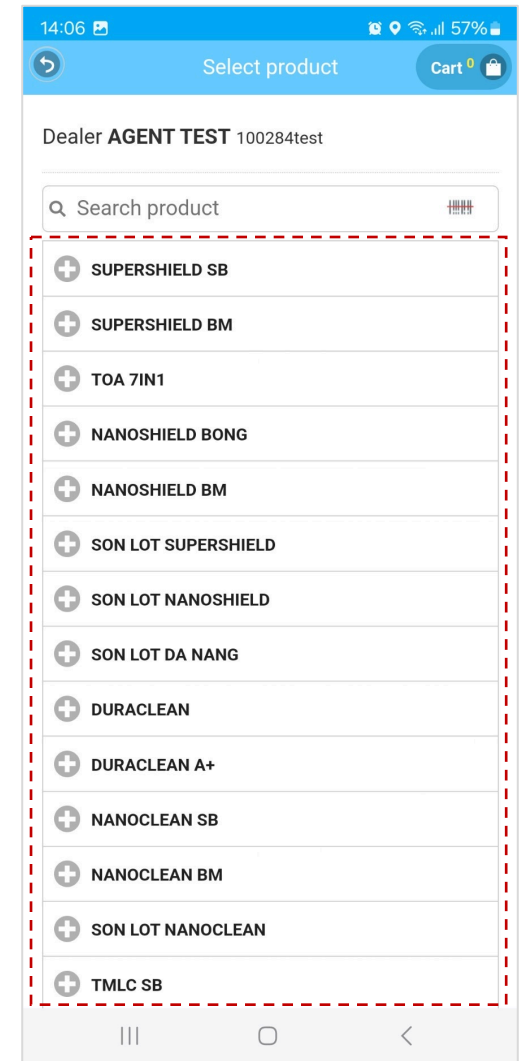 14:06 57%
Select product
Cart 0
Dealer AGENT TEST 100284test
Search product
SUPERSHIELD SB
SUPERSHIELD BM
TOA 7IN1
NANOSHIELD BONG
NANOSHIELD BM
SON LOT SUPERSHIELD
SON LOT NANOSHIELD
SON LOT DA NANG
DURACLEAN
DURACLEAN A+
NANOCLEAN SB
NANOCLEAN BM
SON LOT NANOCLEAN
TMLC SB